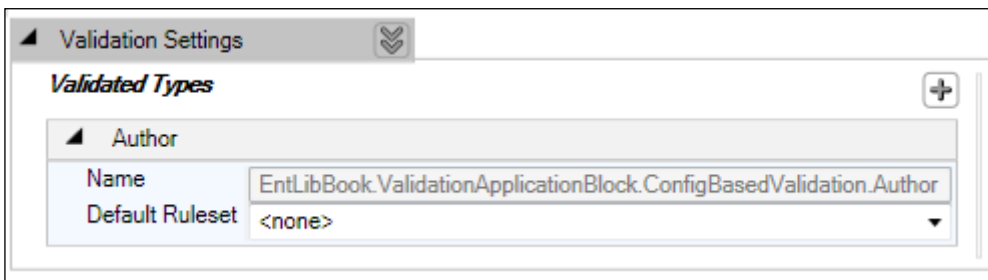 Validation Settings
Validated Types
Author
Name EntLibBook.ValidationApplicationBlock.ConfigBasedValidation.Author
Default Ruleset <none>